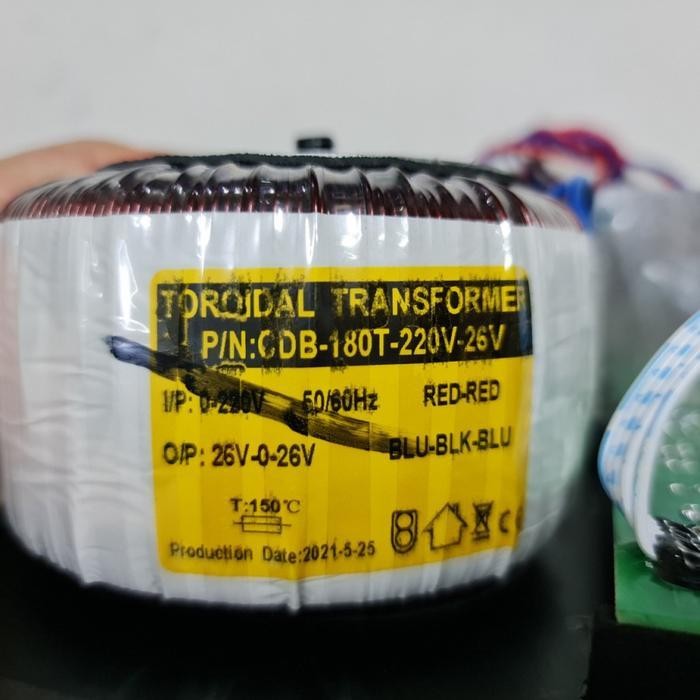 TOROIDAL TRANSFORMER
P/N:CDB-180T-220V-26V
I/P: 0-220V 50/60Hz RED-RED
O/P: 26V-0-26V BLU-BLK-BLU
T:150℃
Production Date:2021-5-25